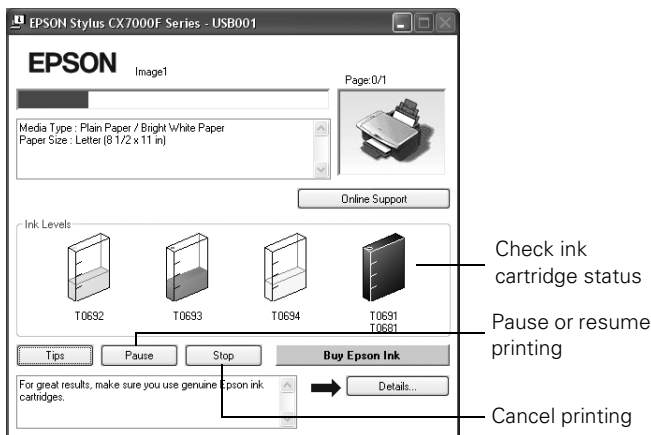 EPSON Stylus CX7000F Series - USB001
EPSON
Image1
Page:0/1
Media Type : Plain Paper / Bright White Paper
Paper Size : Letter (8 1/2 x 11 in)
Online Support
Ink Levels
T0692
T0693
T0694
T0691
T0681
Check ink
cartridge status
Pause or resume
printing
Tips
Pause
Stop
Buy Epson Ink
For great results, make sure you use genuine Epson ink
cartridges.
Details...
Cancel printing